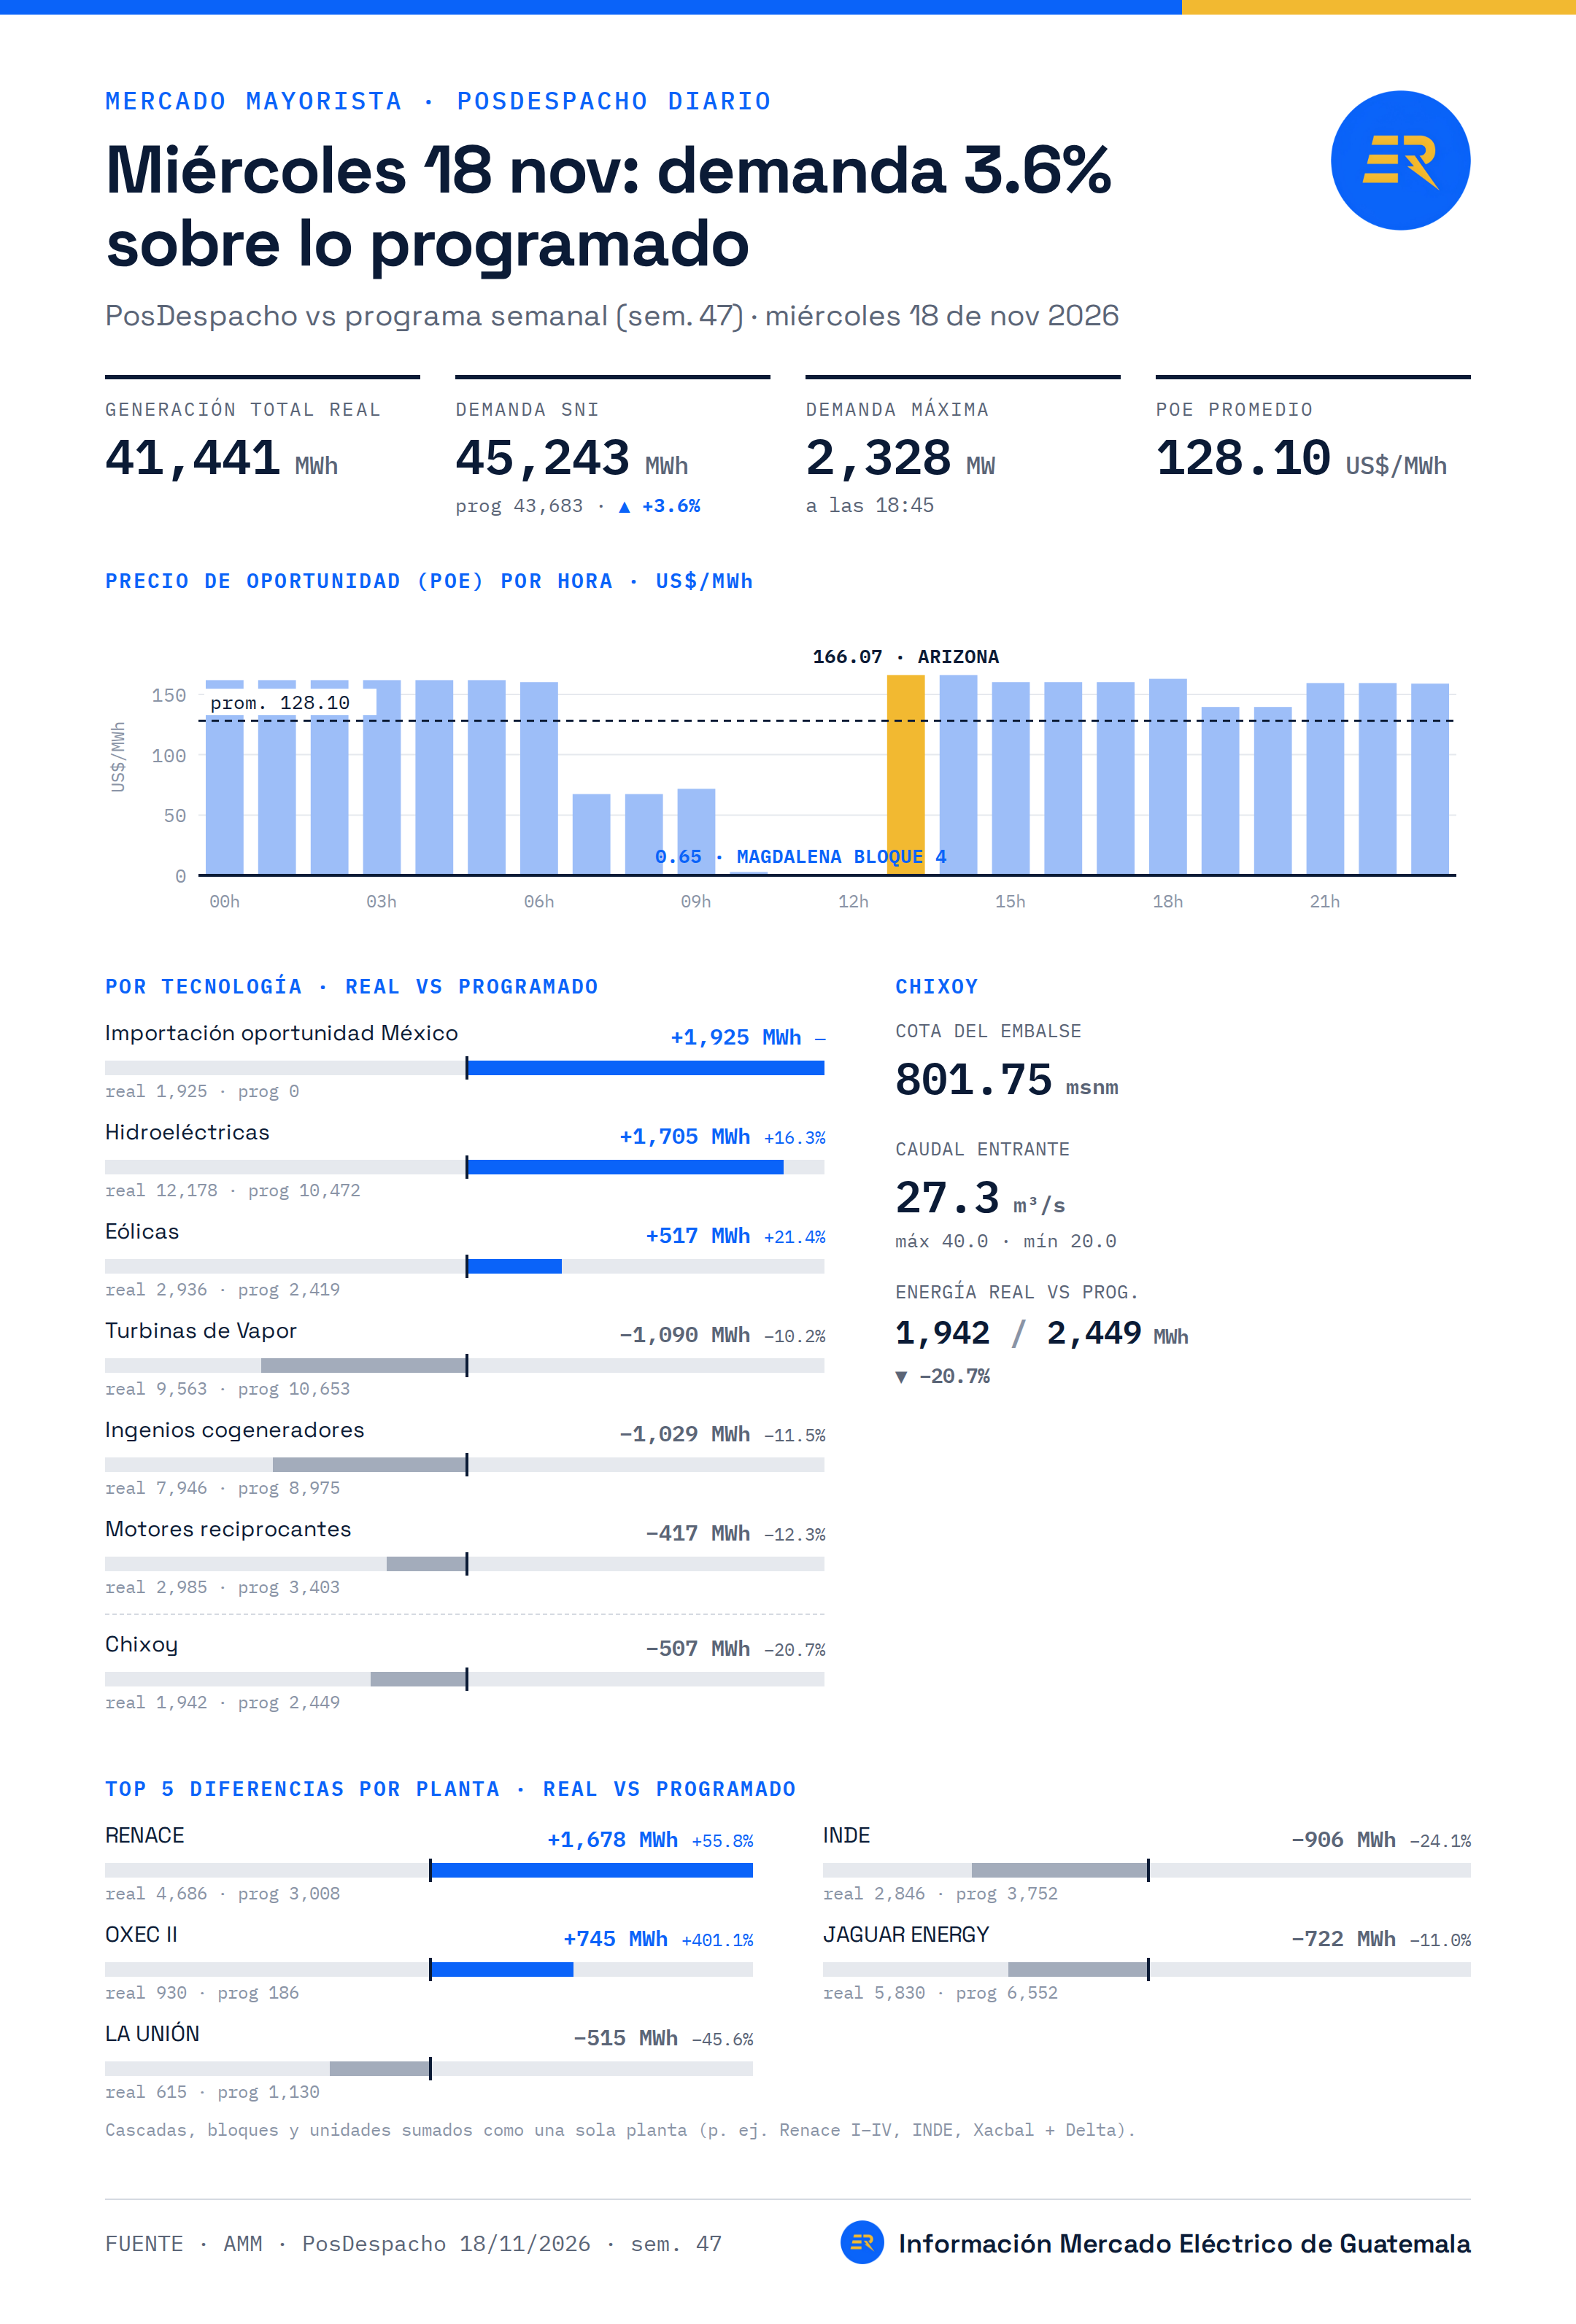 MERCADO MAYORISTA · POSDESPACHO DIARIO
Miércoles 18 nov: demanda 3.6%
sobre lo programado
PosDespacho vs programa semanal (sem. 47) · miércoles 18 de nov 2026
ER
GENERACIÓN TOTAL REAL
41,441 MWh
DEMANDA SNI
45,243 MWh
prog 43,683 · ▲ +3.6%
DEMANDA MÁXIMA
2,328 MW
a las 18:45
POE PROMEDIO
128.10 US$/MWh
PRECIO DE OPORTUNIDAD (POE) POR HORA · US$/MWh
166.07 · ARIZONA
prom. 128.10
0.65 · MAGDALENA BLOQUE 4
US$/MWh
150
100
50
0
00h 03h 06h 09h 12h 15h 18h 21h
POR TECNOLOGÍA · REAL VS PROGRAMADO
Importación oportunidad México +1,925 MWh —
real 1,925 · prog 0
Hidroeléctricas +1,705 MWh +16.3%
real 12,178 · prog 10,472
Eólicas +517 MWh +21.4%
real 2,936 · prog 2,419
Turbinas de Vapor −1,090 MWh −10.2%
real 9,563 · prog 10,653
Ingenios cogeneradores −1,029 MWh −11.5%
real 7,946 · prog 8,975
Motores reciprocantes −417 MWh −12.3%
real 2,985 · prog 3,403
Chixoy −507 MWh −20.7%
real 1,942 · prog 2,449
CHIXOY
COTA DEL EMBALSE
801.75 msnm
CAUDAL ENTRANTE
27.3 m³/s
máx 40.0 · mín 20.0
ENERGÍA REAL VS PROG.
1,942 / 2,449 MWh
▼ −20.7%
TOP 5 DIFERENCIAS POR PLANTA · REAL VS PROGRAMADO
RENACE +1,678 MWh +55.8%
real 4,686 · prog 3,008
INDE −906 MWh −24.1%
real 2,846 · prog 3,752
OXEC II +745 MWh +401.1%
real 930 · prog 186
JAGUAR ENERGY −722 MWh −11.0%
real 5,830 · prog 6,552
LA UNIÓN −515 MWh −45.6%
real 615 · prog 1,130
Cascadas, bloques y unidades sumados como una sola planta (p. ej. Renace I–IV, INDE, Xacbal + Delta).
FUENTE · AMM · PosDespacho 18/11/2026 · sem. 47
ER Información Mercado Eléctrico de Guatemala